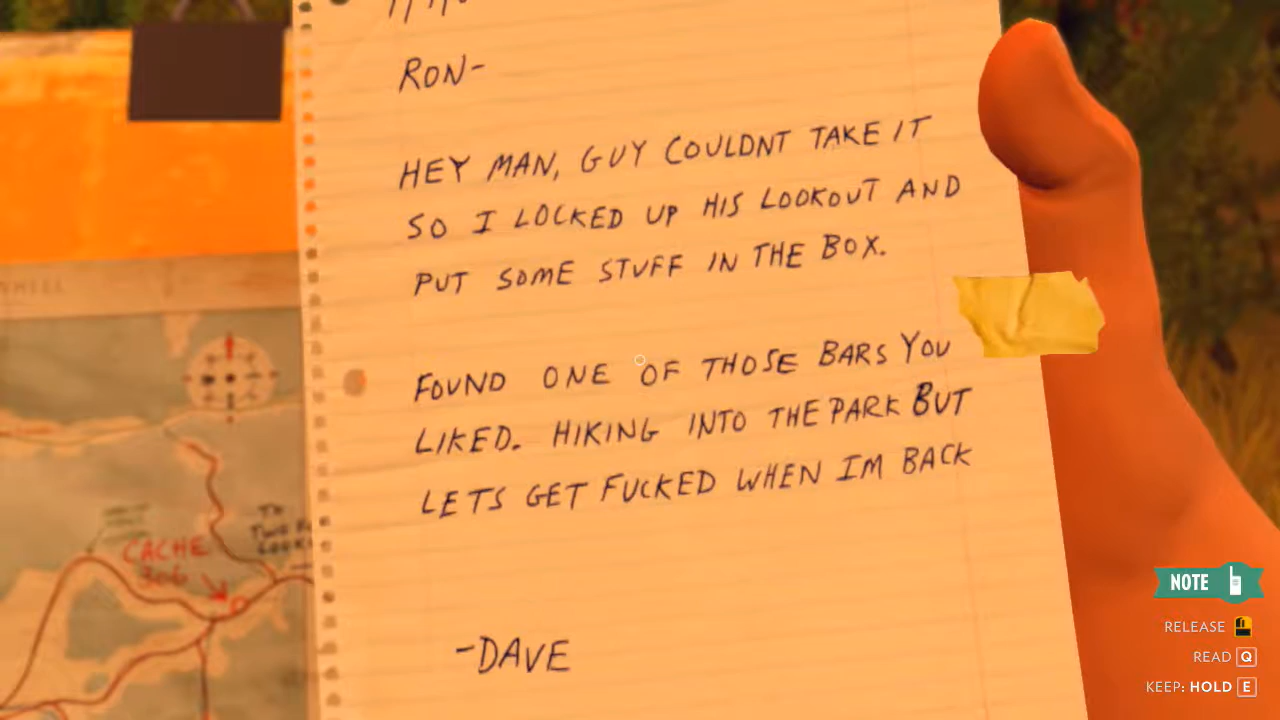 RON-
HEY MAN, GUY COULDNT TAKE IT
SO I LOCKED UP HIS LOOKOUT AND
PUT SOME STUFF IN THE BOX.
FOUND ONE OF THOSE BARS YOU
LIKED. HIKING INTO THE PARK BUT
LETS GET FUCKED WHEN IM BACK
-DAVE
CACHE
306
TO
NOTE
RELEASE
READ Q
KEEP: HOLD E